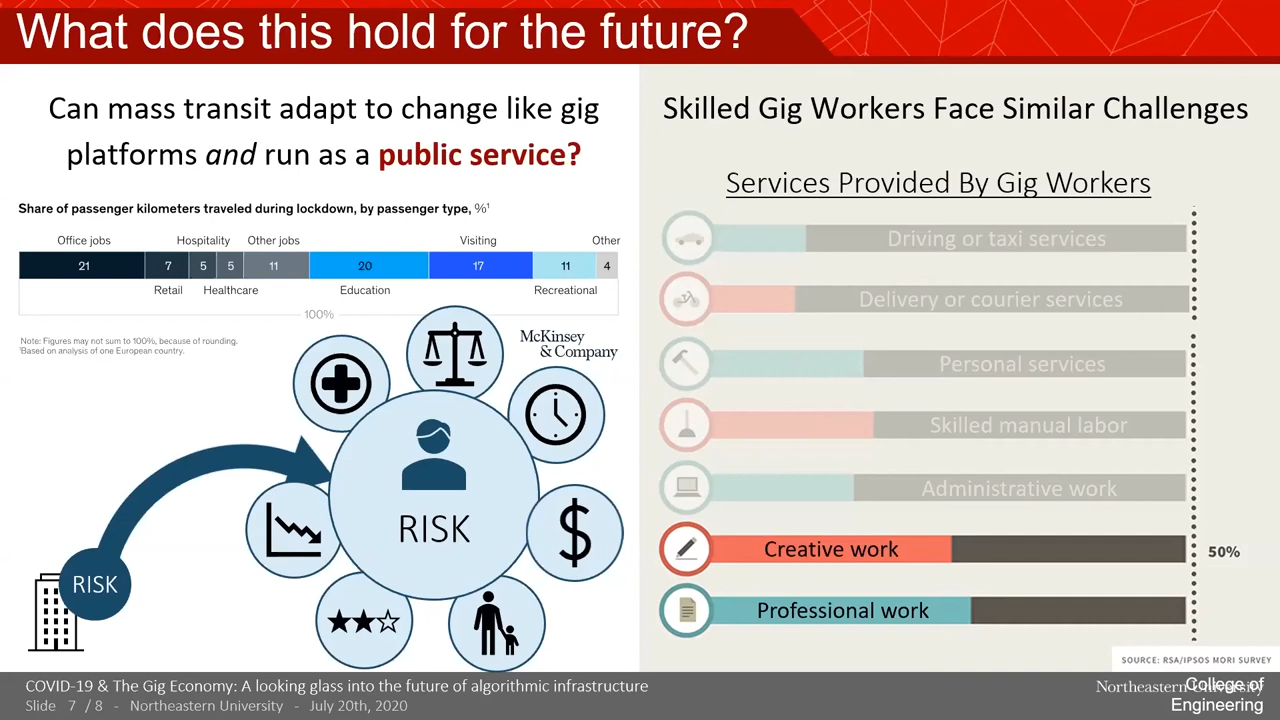 What does this hold for the future?
Can mass transit adapt to change like gig
platforms and run as a public service?
Share of passenger kilometers traveled during lockdown, by passenger type, %¹
Office jobs
Hospitality
Other jobs
Visiting
Other
21
7
5
5
11
20
17
11
4
Retail
Healthcare
Education
Recreational
100%
Note: Figures may not sum to 100%, because of rounding.
¹Based on analysis of one European country.
McKinsey
& Company
RISK
RISK
Skilled Gig Workers Face Similar Challenges
Services Provided By Gig Workers
Driving or taxi services
Delivery or courier services
Personal services
Skilled manual labor
Administrative work
Creative work
50%
Professional work
SOURCE: RSA/IPSOS MORI SURVEY
COVID-19 & The Gig Economy: A looking glass into the future of algorithmic infrastructure
Slide 7 / 8 - Northeastern University - July 20th, 2020
Northeastern University
College of
Engineering